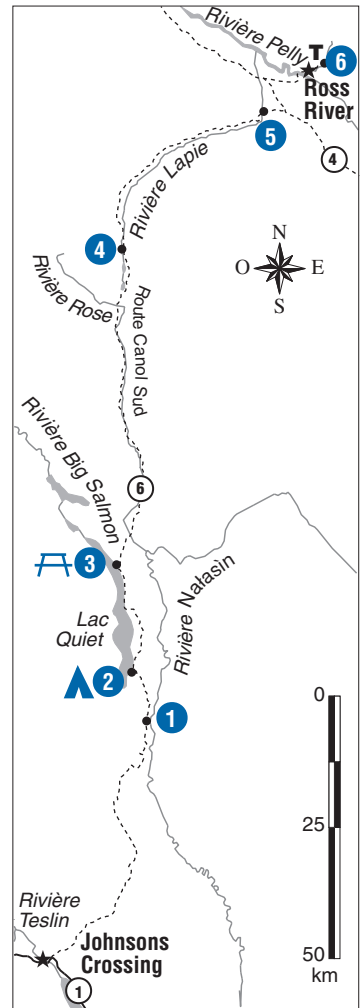 Rivière Pelly
T
6
Ross
River
5
4
Rivière Lapie
4
N
O
E
S
Rivière Rose
Route Canol Sud
Rivière Big Salmon
6
3
Rivière Nałasin
Lac
Quiet
2
1
0
25
50
km
Rivière
Teslin
Johnsons
Crossing
1